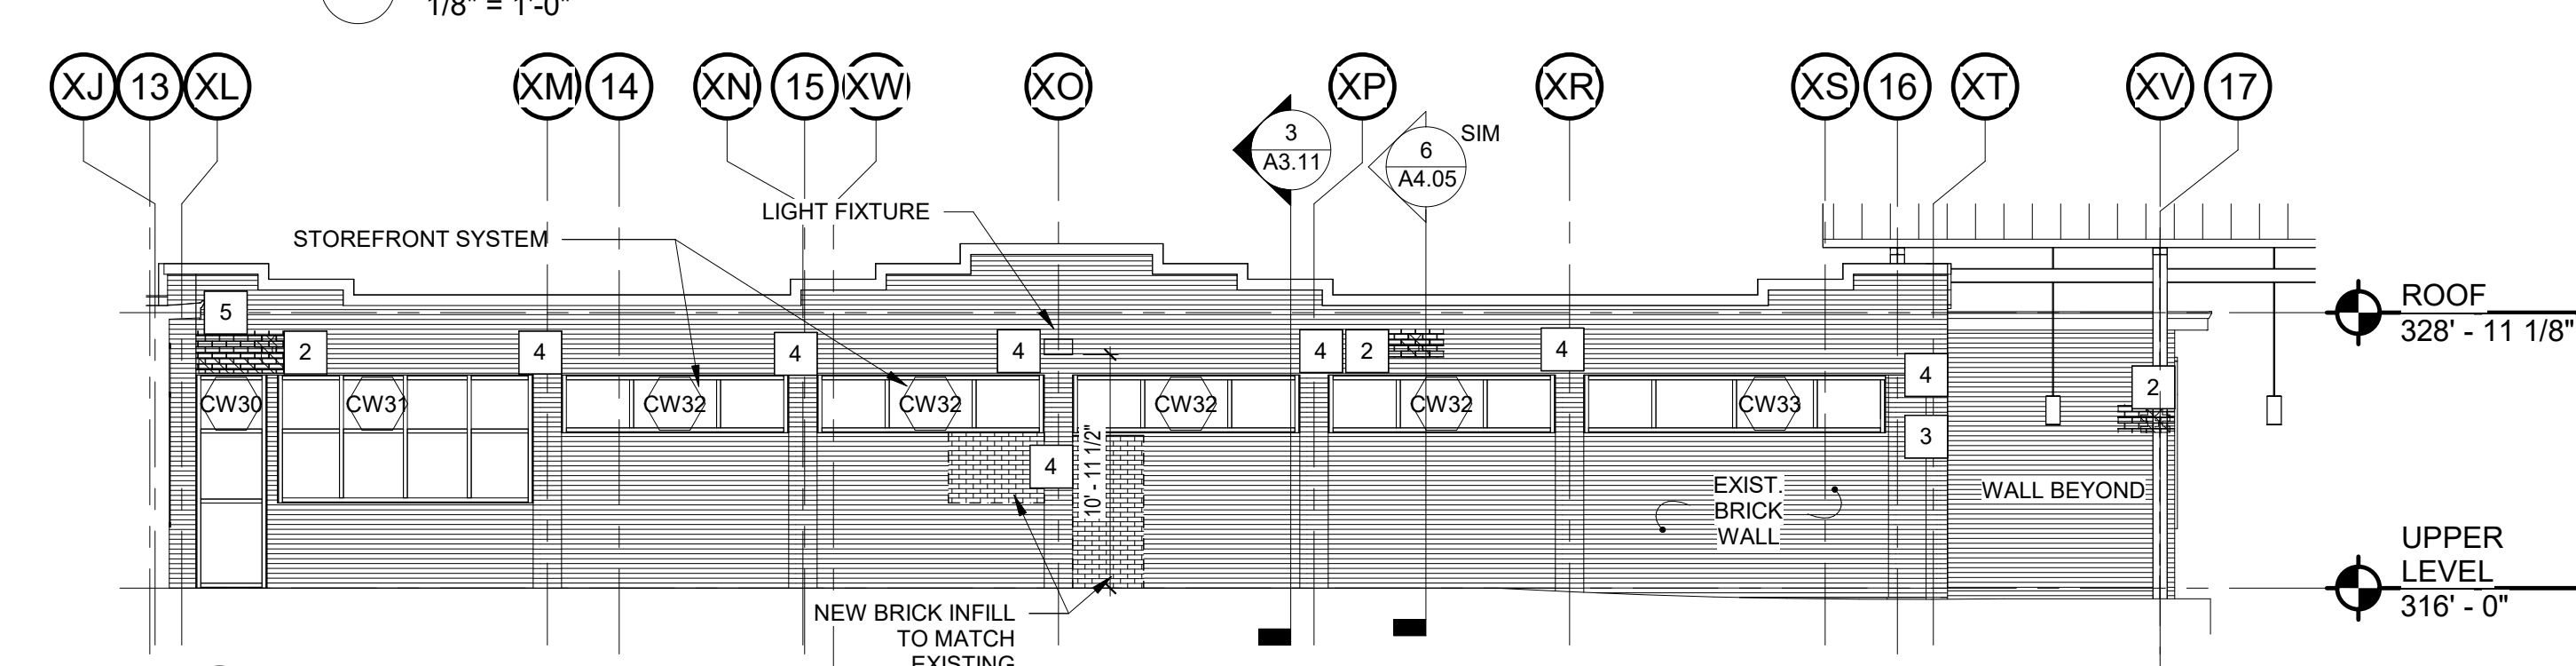 1/8" = 1'-0"
XJ 13 XL XM 14 XN 15 XW XO XP XR XS 16 XT XV 17
3
A3.11
6
A4.05
SIM
LIGHT FIXTURE
STOREFRONT SYSTEM
ROOF
328' - 11 1/8"
5
2 4 4 4 4 2 4 4 2
CW30 CW31 CW32 CW32 CW32 CW32 CW33
3
4
10' - 11 1/2"
EXIST.
BRICK
WALL
WALL BEYOND
UPPER
LEVEL
316' - 0"
NEW BRICK INFILL
TO MATCH
EXISTING